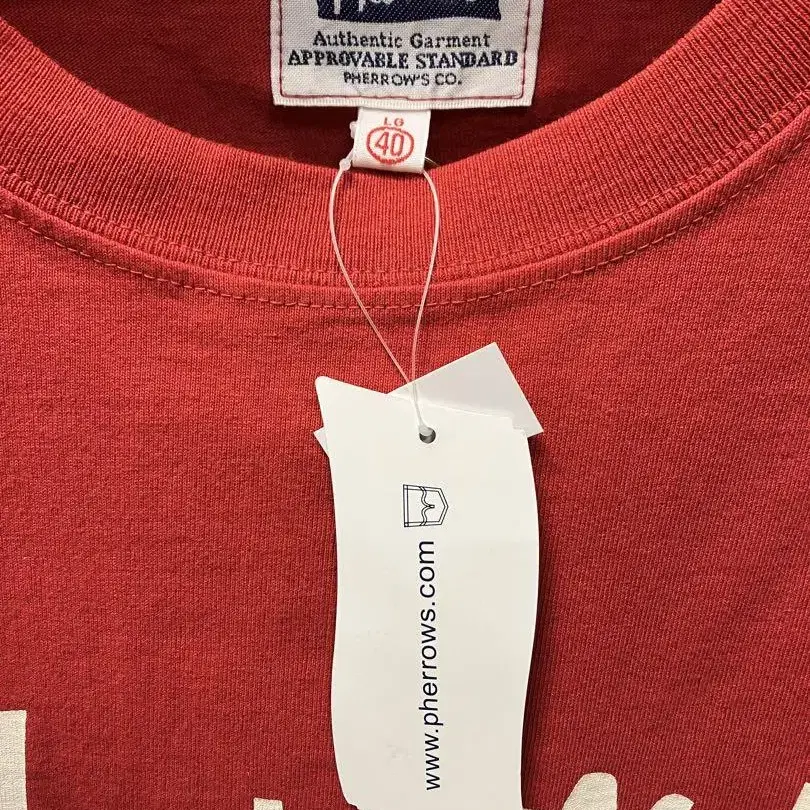 Authentic Garment
APPROVABLE STANDARD
PHERROW'S CO.
LG
40
www.pherrows.com